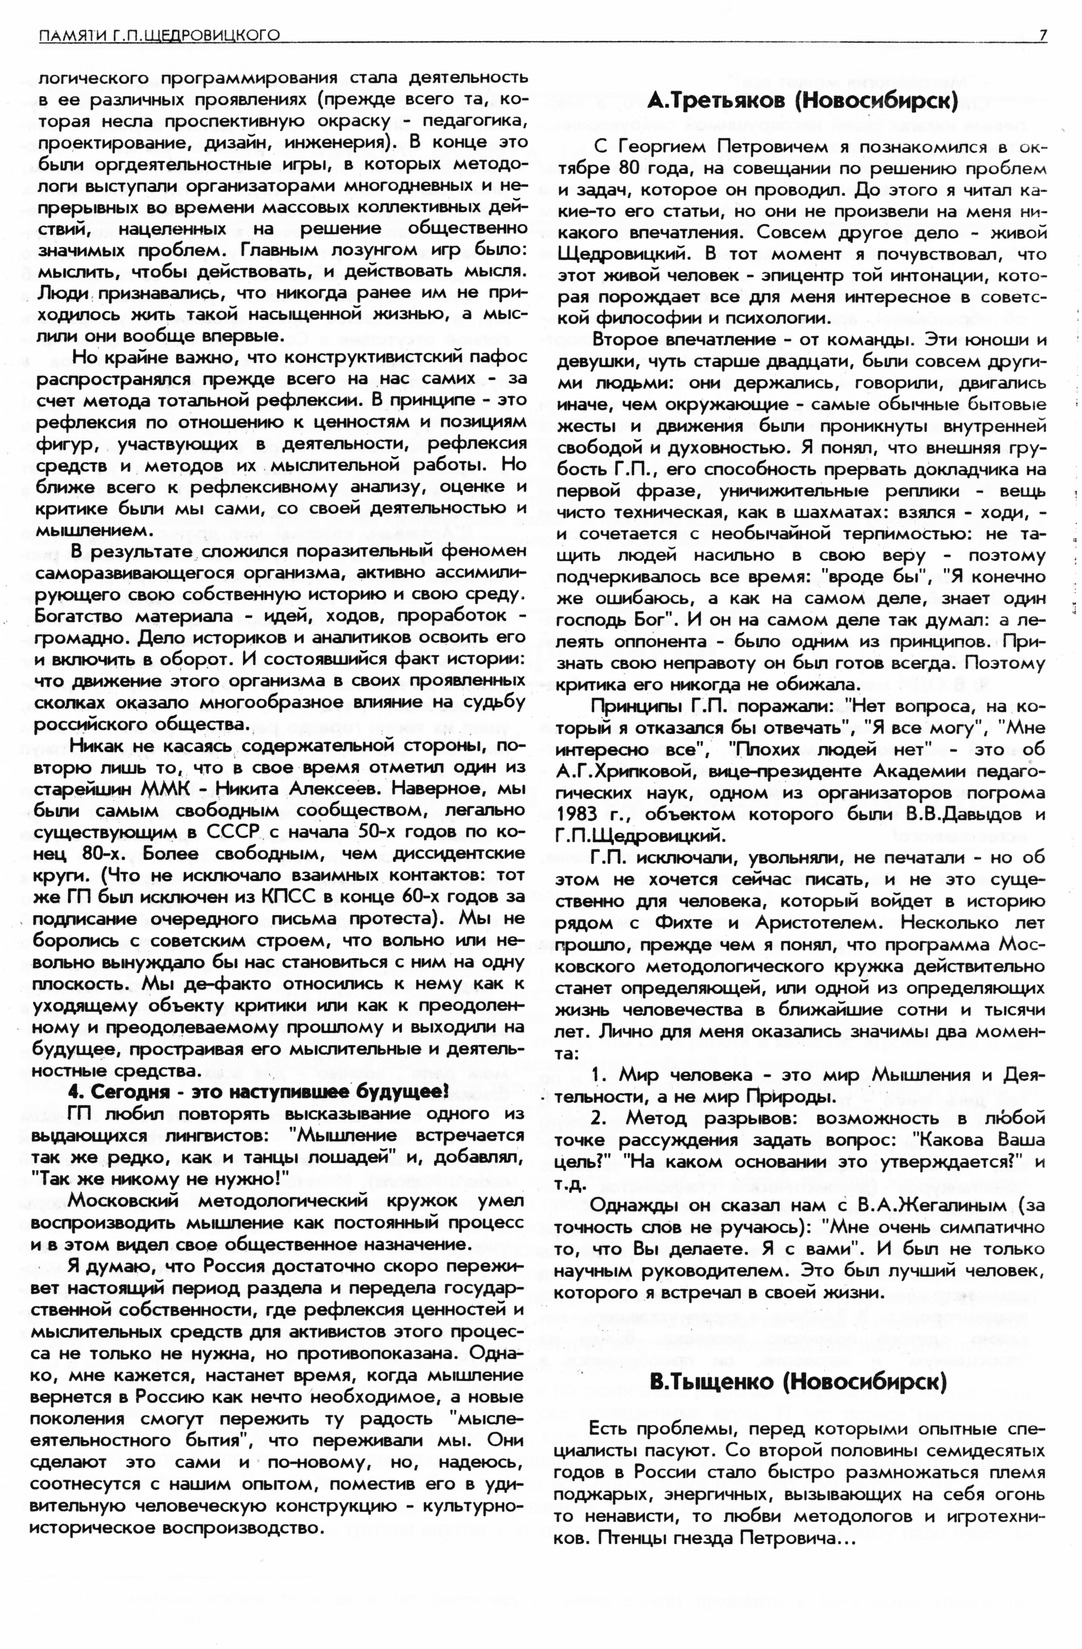 ПАМЯТИ Г.П.ЩЕДРОВИЦКОГО 7
логического программирования стала деятельность
в ее различных проявлениях (прежде всего та, ко-
торая несла проспективную окраску - педагогика,
проектирование, дизайн, инженерия). В конце это
были оргдеятельностные игры, в которых методо-
логи выступали организаторами многодневных и не-
прерывных во времени массовых коллективных дей-
ствий, нацеленных на решение общественно
значимых проблем. Главным лозунгом игр было:
мыслить, чтобы действовать, и действовать мысля.
Люди признавались, что никогда ранее им не при-
ходилось жить такой насыщенной жизнью, а мыс-
лили они вообще впервые.
Но крайне важно, что конструктивистский пафос
распространялся прежде всего на нас самих - за
счет метода тотальной рефлексии. В принципе - это
рефлексия по отношению к ценностям и позициям
фигур, участвующих в деятельности, рефлексия
средств и методов их мыслительной работы. Но
ближе всего к рефлексивному анализу, оценке и
критике были мы сами, со своей деятельностью и
мышлением.
В результате сложился поразительный феномен
саморазвивающегося организма, активно ассимили-
рующего свою собственную историю и свою среду.
Богатство материала - идей, ходов, проработок -
громадно. Дело историков и аналитиков освоить его
и включить в оборот. И состоявшийся факт истории:
что движение этого организма в своих проявленных
сколках оказало многообразное влияние на судьбу
российского общества.
Никак не касаясь содержательной стороны, по-
вторю лишь то, что в свое время отметил один из
старейшин ММК - Никита Алексеев. Наверное, мы
были самым свободным сообществом, легально
существующим в СССР с начала 50-х годов по ко-
нец 80-х. Более свободным, чем диссидентские
круги. (Что не исключало взаимных контактов: тот
же ГП был исключен из КПСС в конце 60-х годов за
подписание очередного письма протеста). Мы не
боролись с советским строем, что вольно или не-
вольно вынуждало бы нас становиться с ним на одну
плоскость. Мы де-факто относились к нему как к
уходящему объекту критики или как к преодолен-
ному и преодолеваемому прошлому и выходили на
будущее, простраивая его мыслительные и деятель-
ностные средства.
4. Сегодня - это наступившее будущее!
ГП любил повторять высказывание одного из
выдающихся лингвистов: "Мышление встречается
так же редко, как и танцы лошадей" и, добавлял,
"Так же никому не нужно!"
Московский методологический кружок умел
воспроизводить мышление как постоянный процесс
и в этом видел свое общественное назначение.
Я думаю, что Россия достаточно скоро пережи-
вет настоящий период раздела и передела государ-
ственной собственности, где рефлексия ценностей и
мыслительных средств для активистов этого процес-
са не только не нужна, но противопоказана. Одна-
ко, мне кажется, настанет время, когда мышление
вернется в Россию как нечто необходимое, а новые
поколения смогут пережить ту радость "мысле-
еятельностного бытия", что переживали мы. Они
сделают это сами и по-новому, но, надеюсь,
соотнесутся с нашим опытом, поместив его в уди-
вительную человеческую конструкцию - культурно-
историческое воспроизводство.
А.Третьяков (Новосибирск)
С Георгием Петровичем я познакомился в ок-
тябре 80 года, на совещании по решению проблем
и задач, которое он проводил. До этого я читал ка-
кие-то его статьи, но они не произвели на меня ни-
какого впечатления. Совсем другое дело - живой
Щедровицкий. В тот момент я почувствовал, что
этот живой человек - эпицентр той интонации, кото-
рая порождает все для меня интересное в советс-
кой философии и психологии.
Второе впечатление - от команды. Эти юноши и
девушки, чуть старше двадцати, были совсем други-
ми людьми: они держались, говорили, двигались
иначе, чем окружающие - самые обычные бытовые
жесты и движения были проникнуты внутренней
свободой и духовностью. Я понял, что внешняя гру-
бость Г.П., его способность прервать докладчика на
первой фразе, уничижительные реплики - вещь
чисто техническая, как в шахматах: взялся - ходи, -
и сочетается с необычайной терпимостью: не та-
щить людей насильно в свою веру - поэтому
подчеркивалось все время: "вроде бы", "Я конечно
же ошибаюсь, а как на самом деле, знает один
господь Бог". И он на самом деле так думал: а ле-
леять оппонента - было одним из принципов. При-
знать свою неправоту он был готов всегда. Поэтому
критика его никогда не обижала.
Принципы Г.П. поражали: "Нет вопроса, на ко-
торый я отказался бы отвечать", "Я все могу", "Мне
интересно все", "Плохих людей нет" - это об
А.Г.Хрипковой, вице-президенте Академии педаго-
гических наук, одном из организаторов погрома
1983 г., объектом которого были В.В.Давыдов и
Г.П.Щедровицкий.
Г.П. исключали, увольняли, не печатали - но об
этом не хочется сейчас писать, и не это суще-
ственно для человека, который войдет в историю
рядом с Фихте и Аристотелем. Несколько лет
прошло, прежде чем я понял, что программа Мос-
ковского методологического кружка действительно
станет определяющей, или одной из определяющих
жизнь человечества в ближайшие сотни и тысячи
лет. Лично для меня оказались значимы два момен-
та:
1. Мир человека - это мир Мышления и Дея-
тельности, а не мир Природы.
2. Метод разрывов: возможность в любой
точке рассуждения задать вопрос: "Какова Ваша
цель?" "На каком основании это утверждается?" и
т.д.
Однажды он сказал нам с В.А.Жегалиным (за
точность слов не ручаюсь): "Мне очень симпатично
то, что Вы делаете. Я с вами". И был не только
научным руководителем. Это был лучший человек,
которого я встречал в своей жизни.
В.Тыщенко (Новосибирск)
Есть проблемы, перед которыми опытные спе-
циалисты пасуют. Со второй половины семидесятых
годов в России стало быстро размножаться племя
поджарых, энергичных, вызывающих на себя огонь
то ненависти, то любви методологов и игротехни-
ков. Птенцы гнезда Петровича...